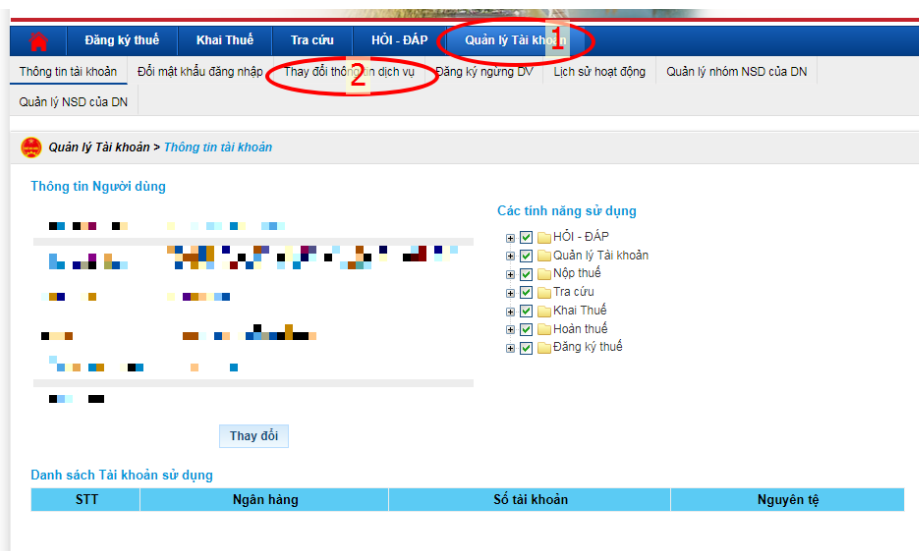 Đăng ký thuế Khai Thuế Tra cứu HỎI - ĐÁP Quản lý Tài khoản 1
Thông tin tài khoản Đổi mật khẩu đăng nhập Thay đổi thông tin dịch vụ 2 Đăng ký ngừng DV Lịch sử hoạt động Quản lý nhóm NSD của DN
Quản lý NSD của DN
Quản lý Tài khoản > Thông tin tài khoản
Thông tin Người dùng
Các tính năng sử dụng
HỎI - ĐÁP
Quản lý Tài khoản
Nộp thuế
Tra cứu
Khai Thuế
Hoàn thuế
Đăng ký thuế
Thay đổi
Danh sách Tài khoản sử dụng
STT Ngân hàng Số tài khoản Nguyên tệ